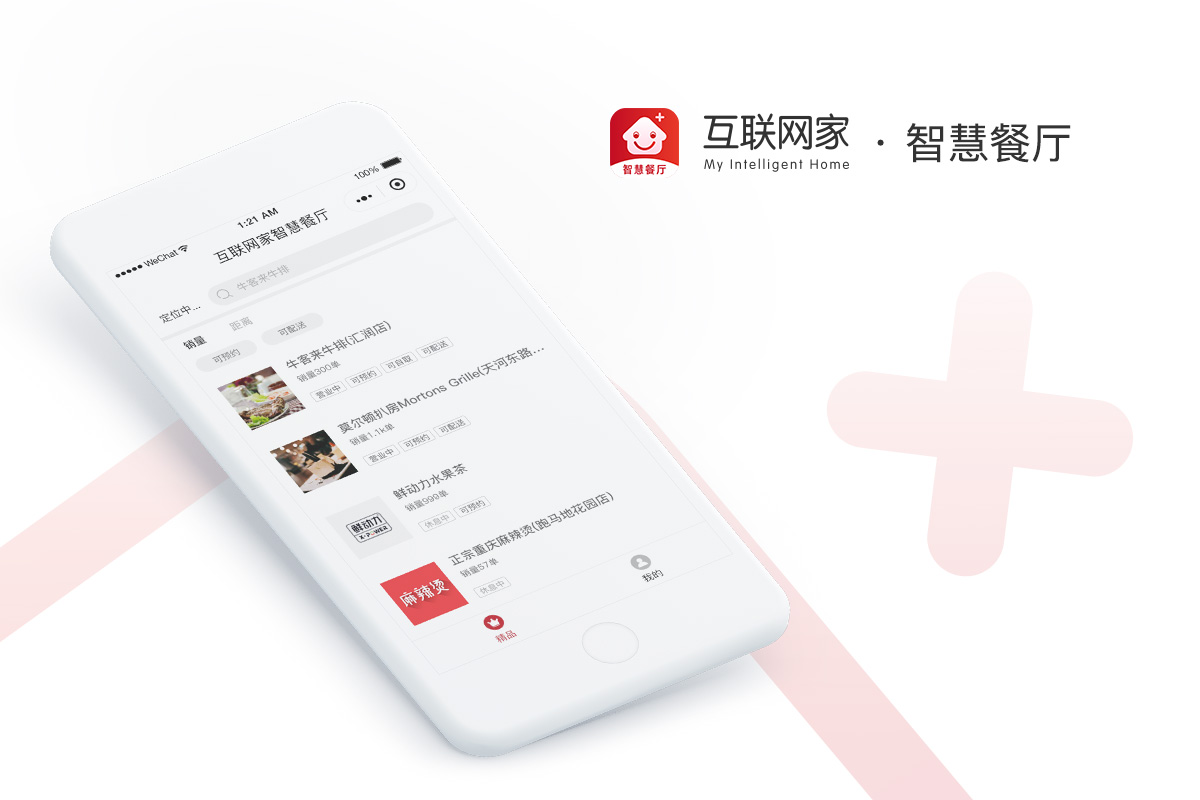 互联网家
My Intelligent Home
·
智慧餐厅
智慧餐厅
WeChat
1:21 AM
100%
互联网家智慧餐厅
定位中...
牛客来牛排
销量
距离
可预约
可配送
牛客来牛排(汇润店)
销量300单
营业中 可预约 可自取 可配送
莫尔顿扒房Mortons Grille(天河东路...
销量1.1k单
营业中 可预约 可配送
鲜动力
X-POWER
鲜动力水果茶
销量990单
休息中 可预约
麻辣烫
正宗重庆麻辣烫(跑马地花园店)
销量57单
休息中
精品
我的